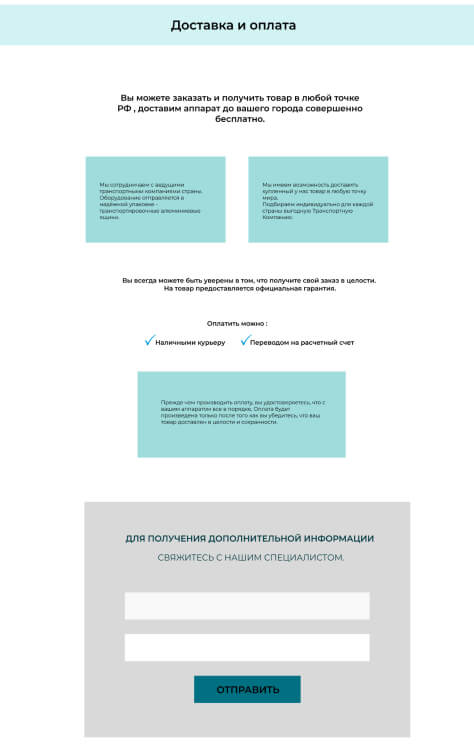 Доставка и оплата
Вы можете заказать и получить товар в любой точке
РФ , доставим аппарат до вашего города совершенно
бесплатно.
Мы сотрудничаем с ведущими
транспортными компаниями страны.
Оборудование отправляется в
надёжной упаковке -
транспортировочные алюминиевые
ящики.
Мы имеем возможность доставить
купленный у нас товар в любую точку
мира.
Подбираем индивидуально для каждой
страны выгодную Транспортную
Компанию.
Вы всегда можете быть уверены в том, что получите свой заказ в целости.
На товар предоставляется официальная гарантия.
Оплатить можно :
Наличными курьеру
Переводом на расчетный счет
Прежде чем производить оплату, вы удостоверяетесь, что с
вашим аппаратом все в порядке. Оплата будет
произведена только после того как вы убедитесь, что ваш
товар доставлен в целости и сохранности.
ДЛЯ ПОЛУЧЕНИЯ ДОПОЛНИТЕЛЬНОЙ ИНФОРМАЦИИ
СВЯЖИТЕСЬ С НАШИМ СПЕЦИАЛИСТОМ.
ОТПРАВИТЬ